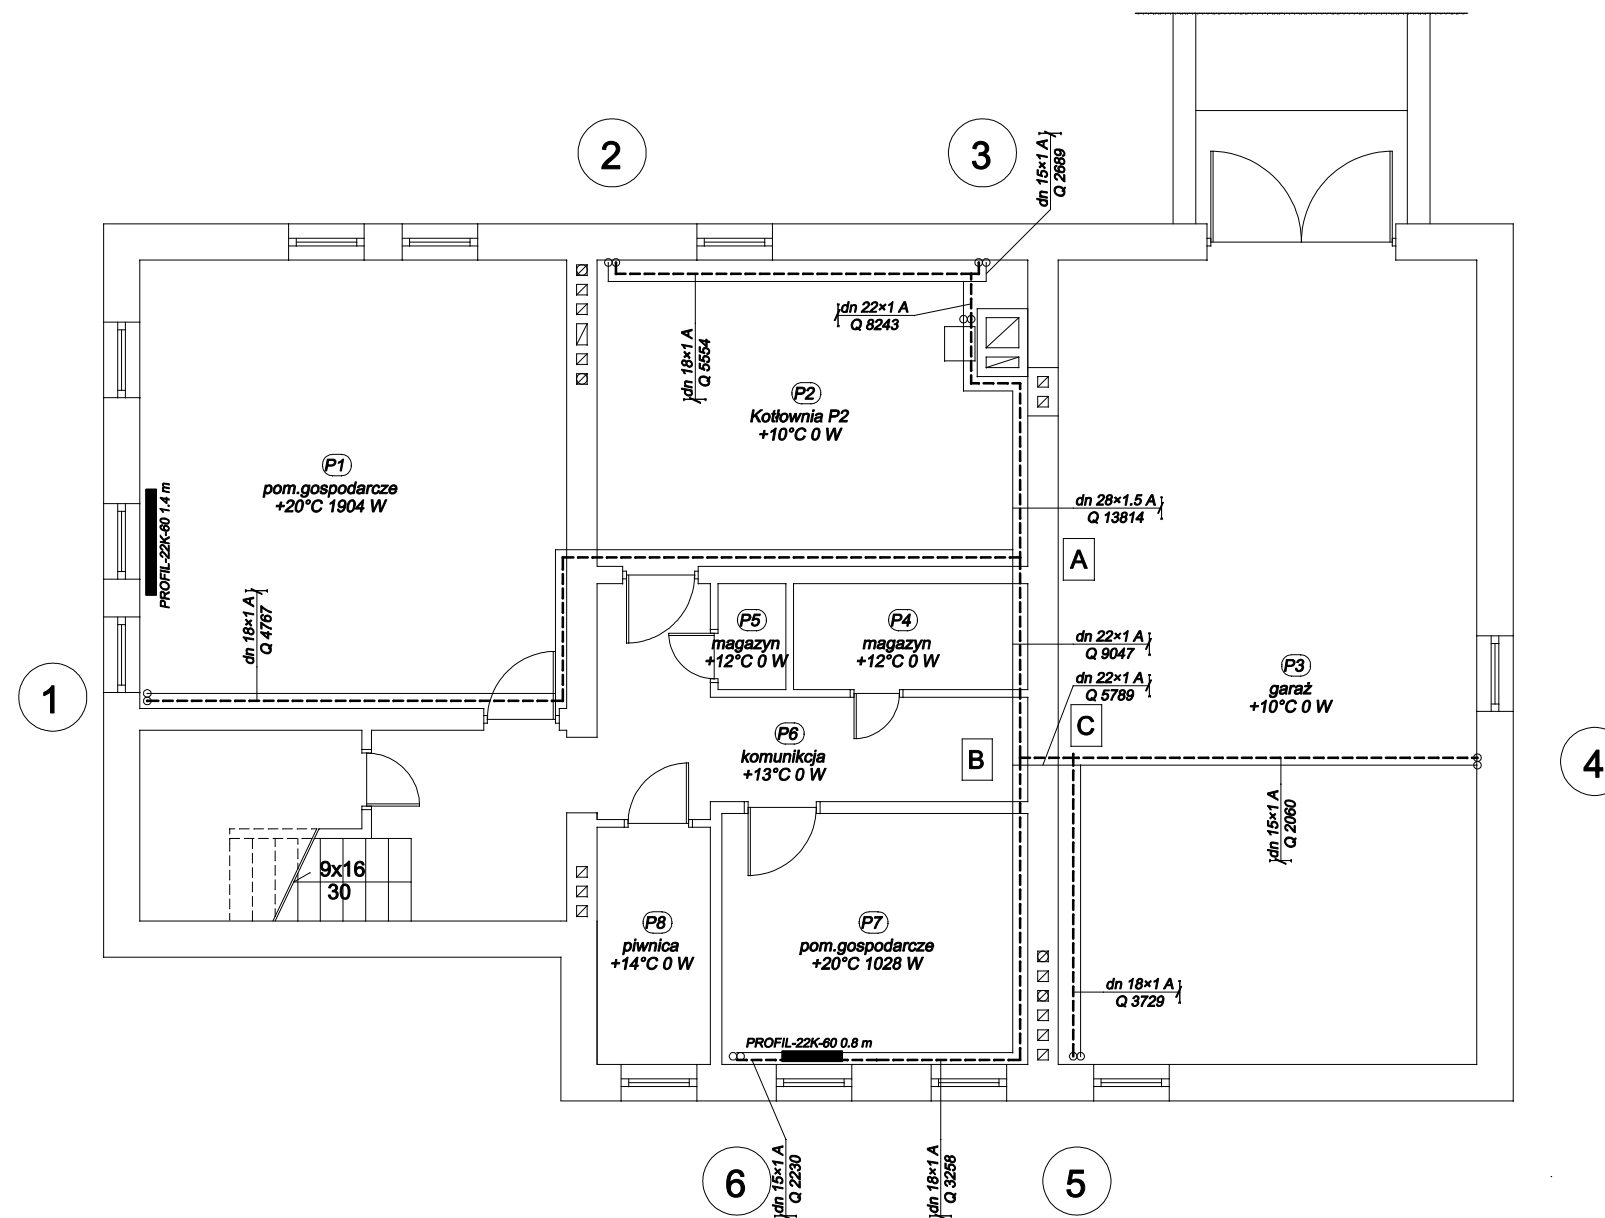 2
3
dn 15×1 A
Q 2689
dn 22×1 A
Q 8243
dn 18×1 A
Q 5554
P2
Kotłownia P2
+10°C 0 W
P1
pom.gospodarcze
+20°C 1904 W
PROFIL-22K-60 1.4 m
dn 28×1.5 A
Q 13814
A
dn 18×1 A
Q 4767
P5
magazyn
+12°C 0 W
P4
magazyn
+12°C 0 W
dn 22×1 A
Q 9047
dn 22×1 A
Q 5789
P3
garaż
+10°C 0 W
1
C
P6
komunikcja
+13°C 0 W
B
4
dn 15×1 A
Q 2060
9x16
30
P8
piwnica
+14°C 0 W
P7
pom.gospodarcze
+20°C 1028 W
dn 18×1 A
Q 3729
PROFIL-22K-60 0.8 m
6
dn 15×1 A
Q 2230
dn 18×1 A
Q 3258
5